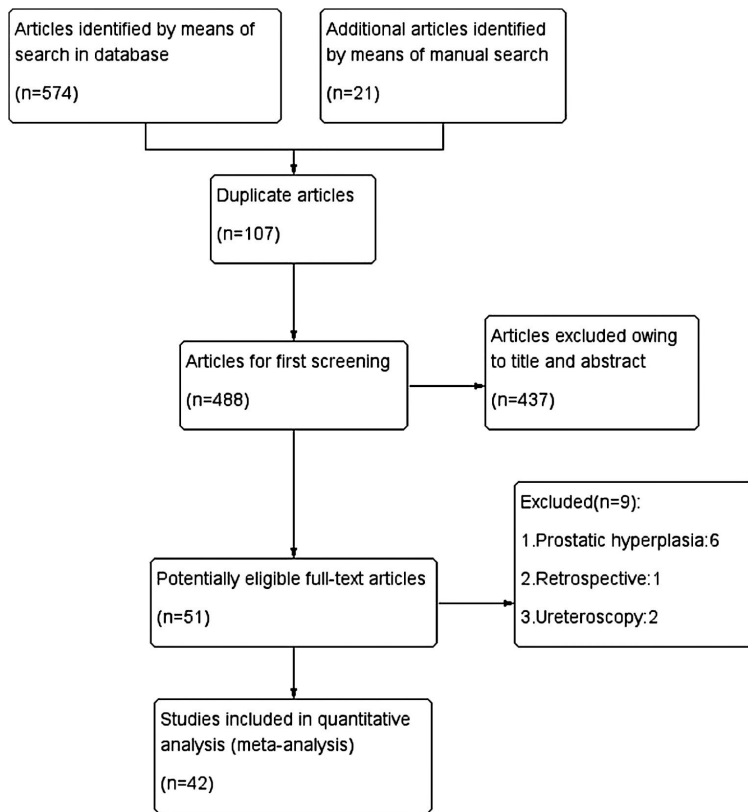 Articles identified by means of
search in database
(n=574)
Additional articles identified
by means of manual search
(n=21)
Duplicate articles
(n=107)
Articles for first screening
(n=488)
Articles excluded owing
to title and abstract
(n=437)
Excluded(n=9):
1.Prostatic hyperplasia:6
2.Retrospective:1
3.Ureteroscopy:2
Potentially eligible full-text articles
(n=51)
Studies included in quantitative
analysis (meta-analysis)
(n=42)